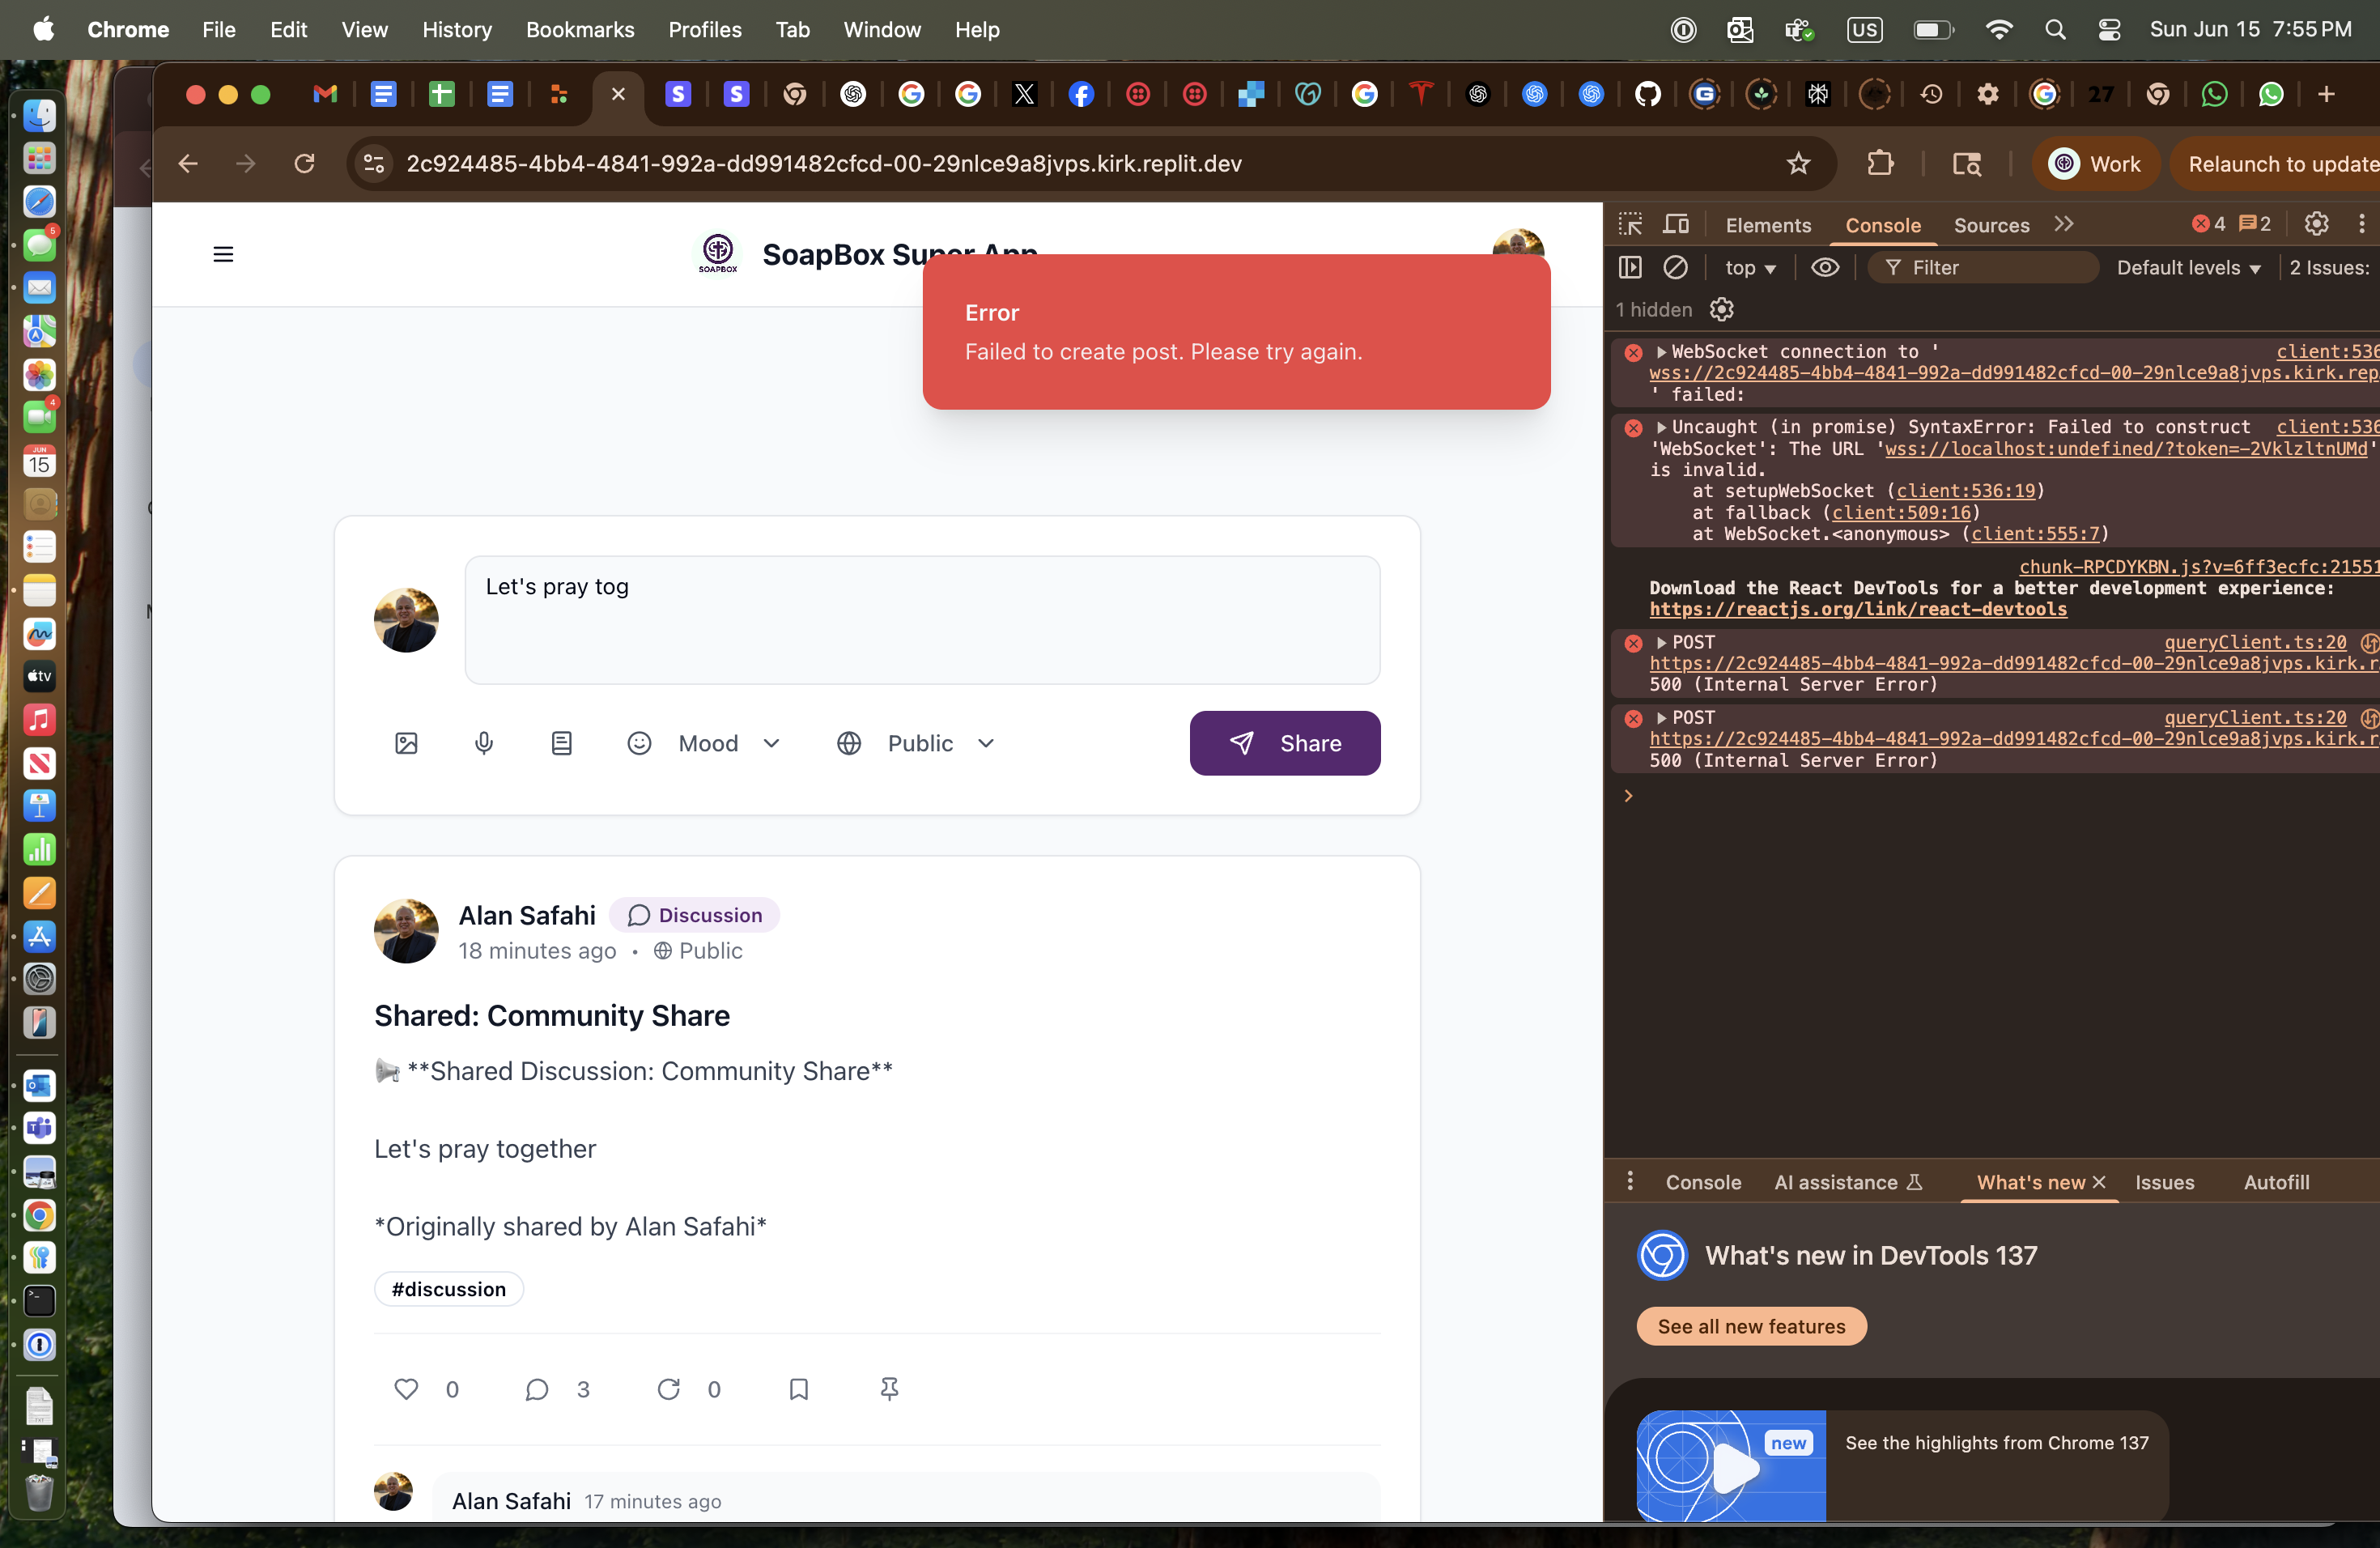 Chrome File Edit View History Bookmarks Profiles Tab Window Help US Sun Jun 15 7:55 PM
27
2c924485-4bb4-4841-992a-dd991482cfcd-00-29nlce9a8jvps.kirk.replit.dev
Work
Relaunch to update
SOAPBOX
SoapBox Super App
Error
Failed to create post. Please try again.
Let's pray tog
Mood
Public
Share
Alan Safahi
Discussion
18 minutes ago • Public
Shared: Community Share
**Shared Discussion: Community Share**
Let's pray together
*Originally shared by Alan Safahi*
#discussion
0 3 0
Alan Safahi 17 minutes ago
Elements Console Sources 4 2
top Filter Default levels 2 Issues:
1 hidden
WebSocket connection to ' client:536
wss://2c924485-4bb4-4841-992a-dd991482cfcd-00-29nlce9a8jvps.kirk.rep
' failed:
Uncaught (in promise) SyntaxError: Failed to construct client:536
'WebSocket': The URL 'wss://localhost:undefined/?token=-2VklzltnUMd'
is invalid.
at setupWebSocket (client:536:19)
at fallback (client:509:16)
at WebSocket.<anonymous> (client:555:7)
chunk-RPCDYKBN.js?v=6ff3ecfc:21551
Download the React DevTools for a better development experience:
https://reactjs.org/link/react-devtools
POST queryClient.ts:20
https://2c924485-4bb4-4841-992a-dd991482cfcd-00-29nlce9a8jvps.kirk.r
500 (Internal Server Error)
POST queryClient.ts:20
https://2c924485-4bb4-4841-992a-dd991482cfcd-00-29nlce9a8jvps.kirk.r
500 (Internal Server Error)
Console AI assistance What's new Issues Autofill
What's new in DevTools 137
See all new features
new
See the highlights from Chrome 137
5
4
JUN
15
tv